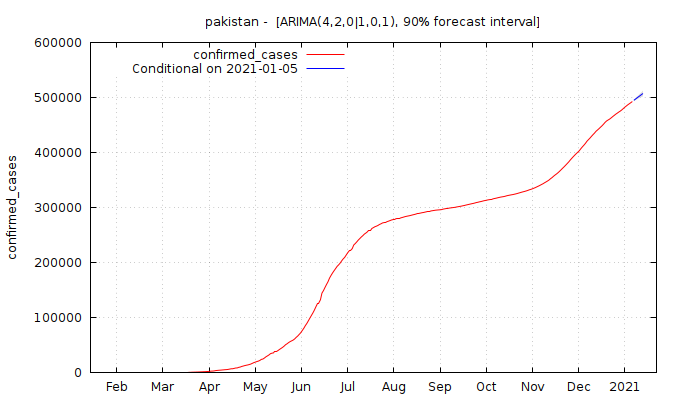 pakistan -  [ARIMA(4,2,0|1,0,1), 90% forecast interval]
confirmed_cases
Conditional on 2021-01-05
600000
500000
400000
300000
200000
100000
0
confirmed_cases
Feb Mar Apr May Jun Jul Aug Sep Oct Nov Dec 2021